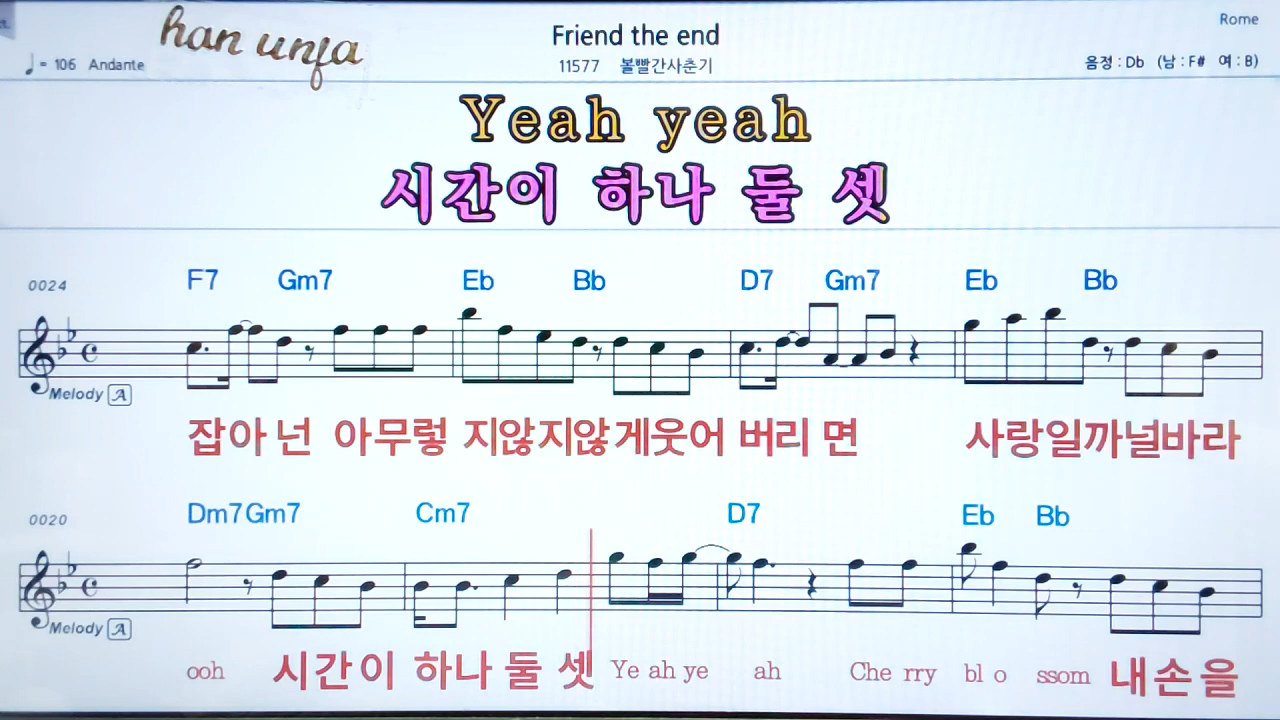 han unfa
Friend the end
Rome
♩= 106 Andante
11577 볼빨간사춘기
음정 : Db (남 : F# 여 : B)
Yeah yeah
시간이 하나 둘 셋
0024 F7 Gm7 Eb Bb D7 Gm7 Eb Bb
Melody A
잡아 넌 아무렇 지않지않게웃어 버리 면 사랑일까널바라
0020 Dm7 Gm7 Cm7 D7 Eb Bb
Melody A
ooh 시간이 하나 둘 셋 Ye ah ye ah Che rry bl o ssom 내손을